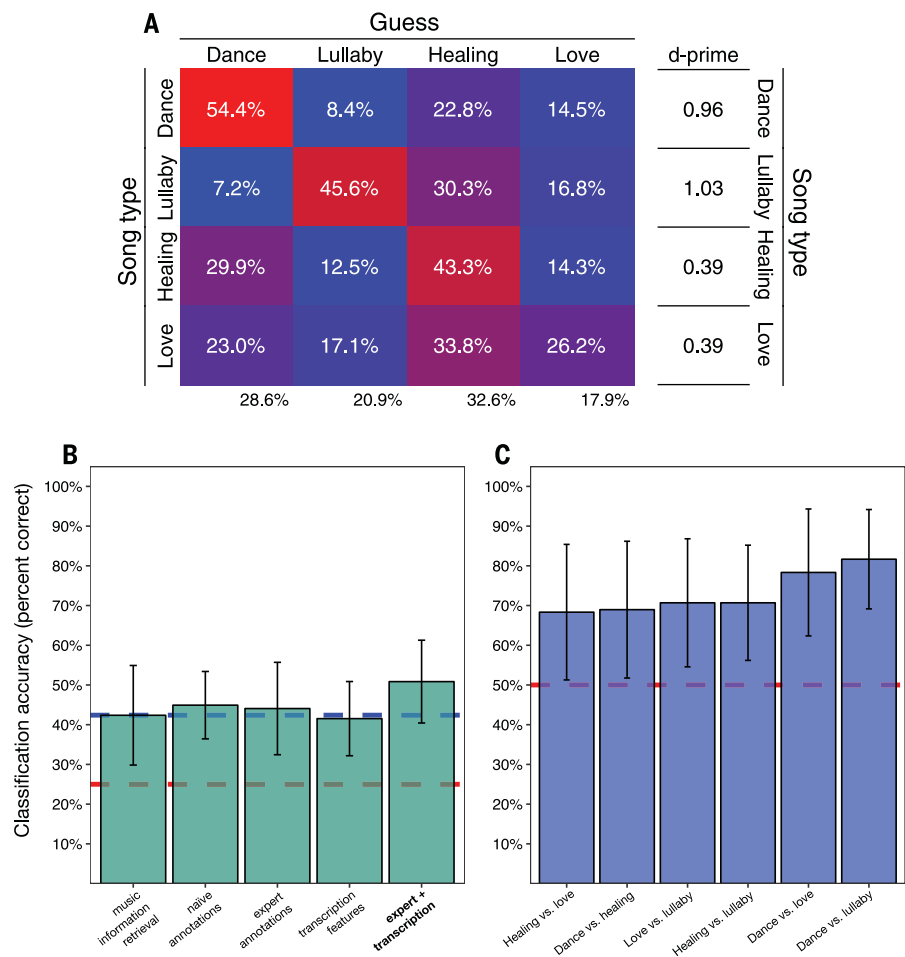 A
Guess
Dance Lullaby Healing Love d-prime
Song type
Dance 54.4% 8.4% 22.8% 14.5% 0.96 Dance
Lullaby 7.2% 45.6% 30.3% 16.8% 1.03 Lullaby
Healing 29.9% 12.5% 43.3% 14.3% 0.39 Healing
Love 23.0% 17.1% 33.8% 26.2% 0.39 Love
Song type
28.6% 20.9% 32.6% 17.9%
B
Classification accuracy (percent correct)
100%
90%
80%
70%
60%
50%
40%
30%
20%
10%
music
information
retrieval
naïve
annotations
expert
annotations
transcription
features
expert +
transcription
C
100%
90%
80%
70%
60%
50%
40%
30%
20%
10%
Healing vs. love
Dance vs. healing
Love vs. lullaby
Healing vs. lullaby
Dance vs. love
Dance vs. lullaby